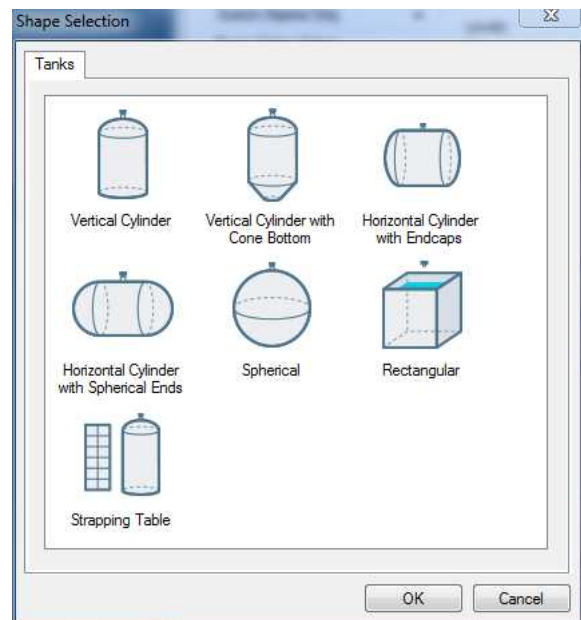 Shape Selection
Tanks
Vertical Cylinder
Vertical Cylinder with
Cone Bottom
Horizontal Cylinder
with Endcaps
Horizontal Cylinder
with Spherical Ends
Spherical
Rectangular
Strapping Table
OK
Cancel